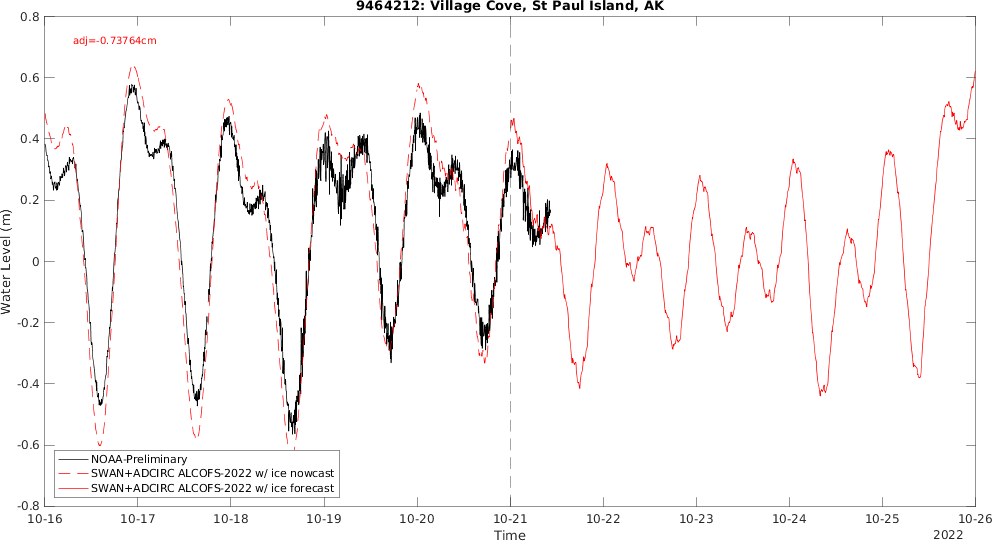 9464212: Village Cove, St Paul Island, AK
adj=-0.73764cm
0.8
0.6
0.4
0.2
0
-0.2
-0.4
-0.6
-0.8
Water Level (m)
NOAA-Preliminary
SWAN+ADCIRC ALCOFS-2022 w/ ice nowcast
SWAN+ADCIRC ALCOFS-2022 w/ ice forecast
10-16 10-17 10-18 10-19 10-20 10-21 10-22 10-23 10-24 10-25 10-26
Time
2022